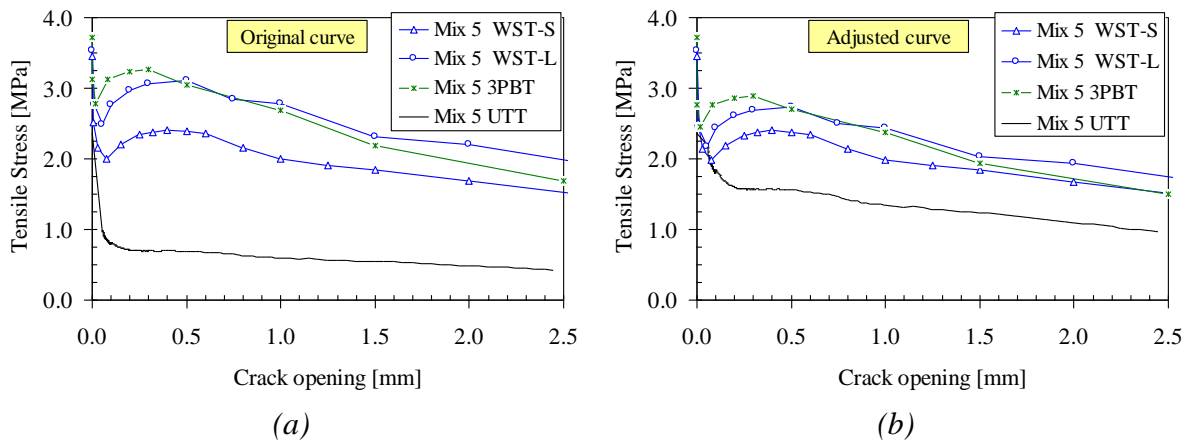 4.0
3.0
2.0
1.0
0.0
Tensile Stress [MPa]
Original curve
Mix 5 WST-S
Mix 5 WST-L
Mix 5 3PBT
Mix 5 UTT
0.0 0.5 1.0 1.5 2.0 2.5
Crack opening [mm]
(a)
4.0
3.0
2.0
1.0
0.0
Tensile Stress [MPa]
Adjusted curve
Mix 5 WST-S
Mix 5 WST-L
Mix 5 3PBT
Mix 5 UTT
0.0 0.5 1.0 1.5 2.0 2.5
Crack opening [mm]
(b)